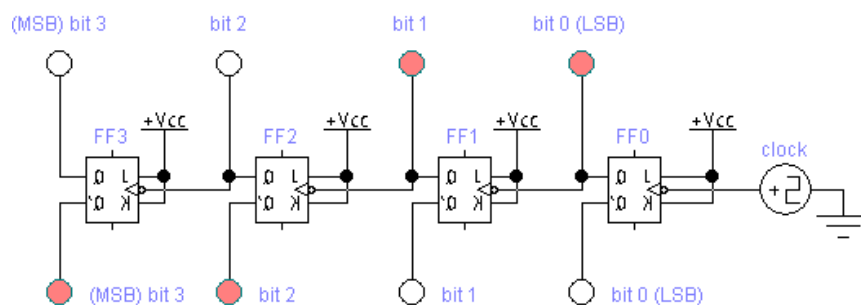 (MSB) bit 3 bit 2 bit 1 bit 0 (LSB)
+Vcc +Vcc +Vcc +Vcc
FF3 FF2 FF1 FF0 clock
Q J Q J Q J Q J
Q' K Q' K Q' K Q' K
+
(MSB) bit 3 bit 2 bit 1 bit 0 (LSB)